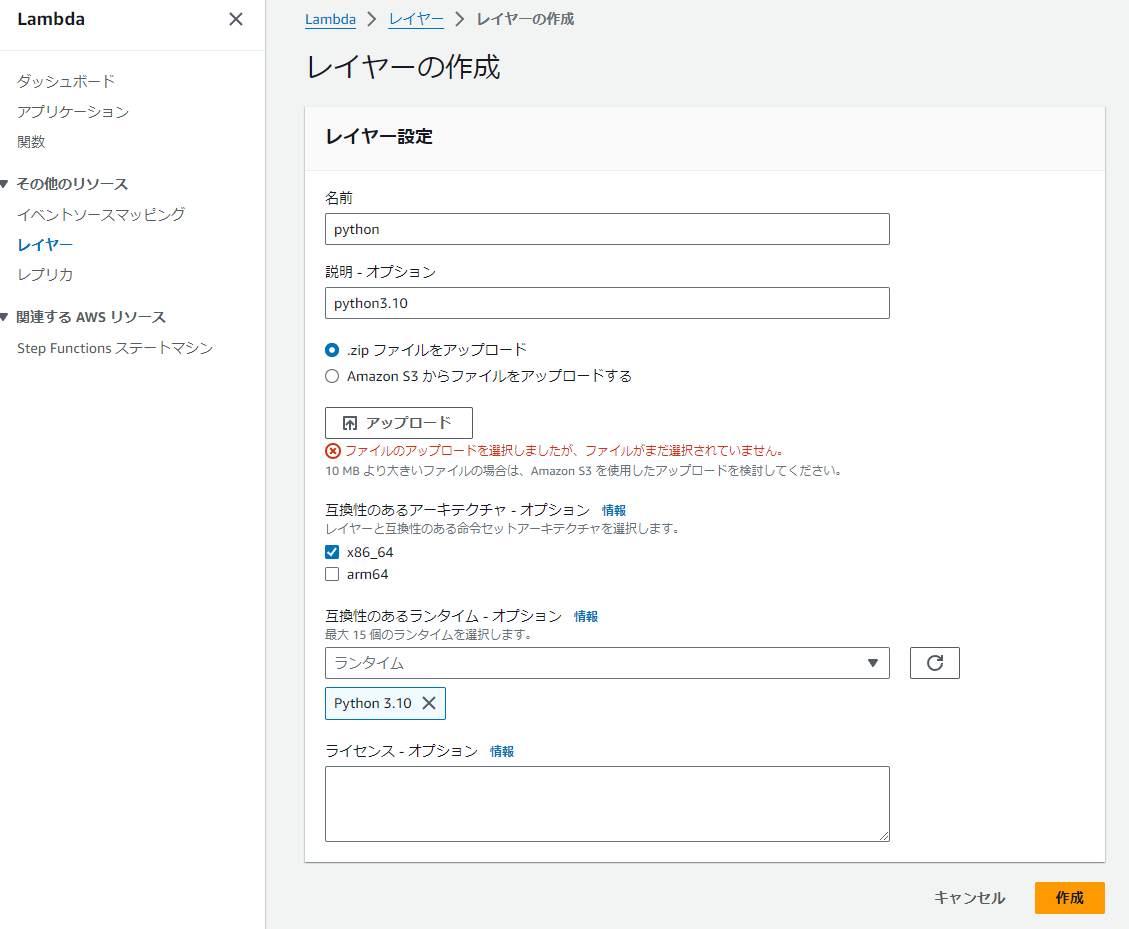 Lambda
ダッシュボード
アプリケーション
関数
その他のリソース
イベントソースマッピング
レイヤー
レプリカ
関連する AWS リソース
Step Functions ステートマシン
Lambda > レイヤー > レイヤーの作成
レイヤーの作成
レイヤー設定
名前
python
説明 - オプション
python3.10
.zip ファイルをアップロード
Amazon S3 からファイルをアップロードする
アップロード
ファイルのアップロードを選択しましたが、ファイルがまだ選択されていません。
10 MB より大きいファイルの場合は、Amazon S3 を使用したアップロードを検討してください。
互換性のあるアーキテクチャ - オプション 情報
レイヤーと互換性のある命令セットアーキテクチャを選択します。
x86_64
arm64
互換性のあるランタイム - オプション 情報
最大 15 個のランタイムを選択します。
ランタイム
Python 3.10
ライセンス - オプション 情報
キャンセル
作成